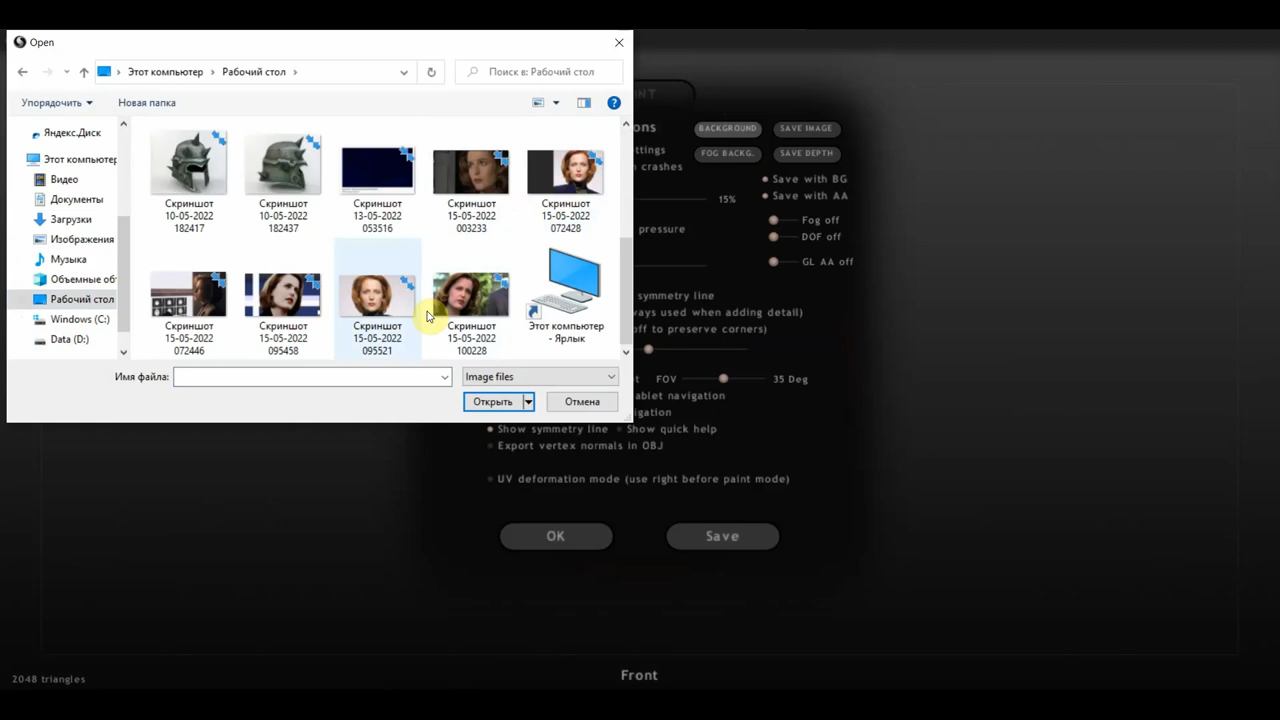 Open
Этот компьютер
Рабочий стол
Поиск в: Рабочий стол
Упорядочить
Новая папка
Яндекс.Диск
Этот компьютер
Видео
Документы
Загрузки
Изображения
Музыка
Объемные об
Рабочий стол
Windows (C:)
Data (D:)
Скриншот
10-05-2022
182417
Скриншот
10-05-2022
182437
Скриншот
13-05-2022
053516
Скриншот
15-05-2022
003233
Скриншот
15-05-2022
072428
Скриншот
15-05-2022
072446
Скриншот
15-05-2022
095458
Скриншот
15-05-2022
095521
Скриншот
15-05-2022
100228
Этот компьютер
- Ярлык
Имя файла:
Image files
Открыть
Отмена
NT
ons
BACKGROUND
SAVE IMAGE
ttings
FOG BACKG.
SAVE DEPTH
n crashes
Save with BG
15%
Save with AA
Fog off
pressure
DOF off
GL AA off
symmetry line
ays used when adding detail)
off to preserve corners)
t FOV 35 Deg
ablet navigation
igation
Show symmetry line
Show quick help
Export vertex normals in OBJ
UV deformation mode (use right before paint mode)
OK
Save
2048 triangles
Front